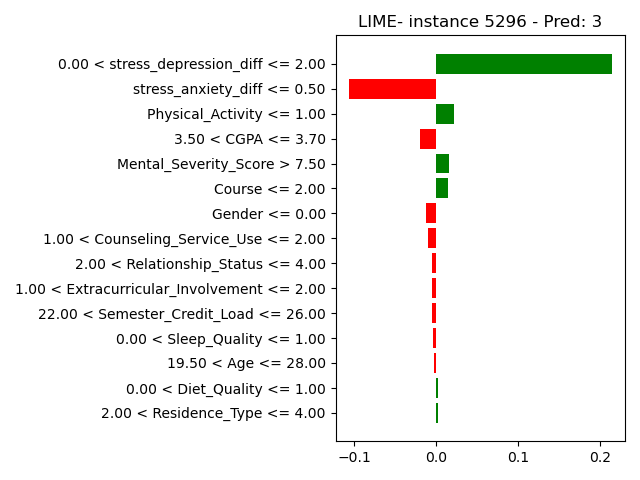 LIME- instance 5296 - Pred: 3
0.00 < stress_depression_diff <= 2.00
stress_anxiety_diff <= 0.50
Physical_Activity <= 1.00
3.50 < CGPA <= 3.70
Mental_Severity_Score > 7.50
Course <= 2.00
Gender <= 0.00
1.00 < Counseling_Service_Use <= 2.00
2.00 < Relationship_Status <= 4.00
1.00 < Extracurricular_Involvement <= 2.00
22.00 < Semester_Credit_Load <= 26.00
0.00 < Sleep_Quality <= 1.00
19.50 < Age <= 28.00
0.00 < Diet_Quality <= 1.00
2.00 < Residence_Type <= 4.00
−0.1 0.0 0.1 0.2